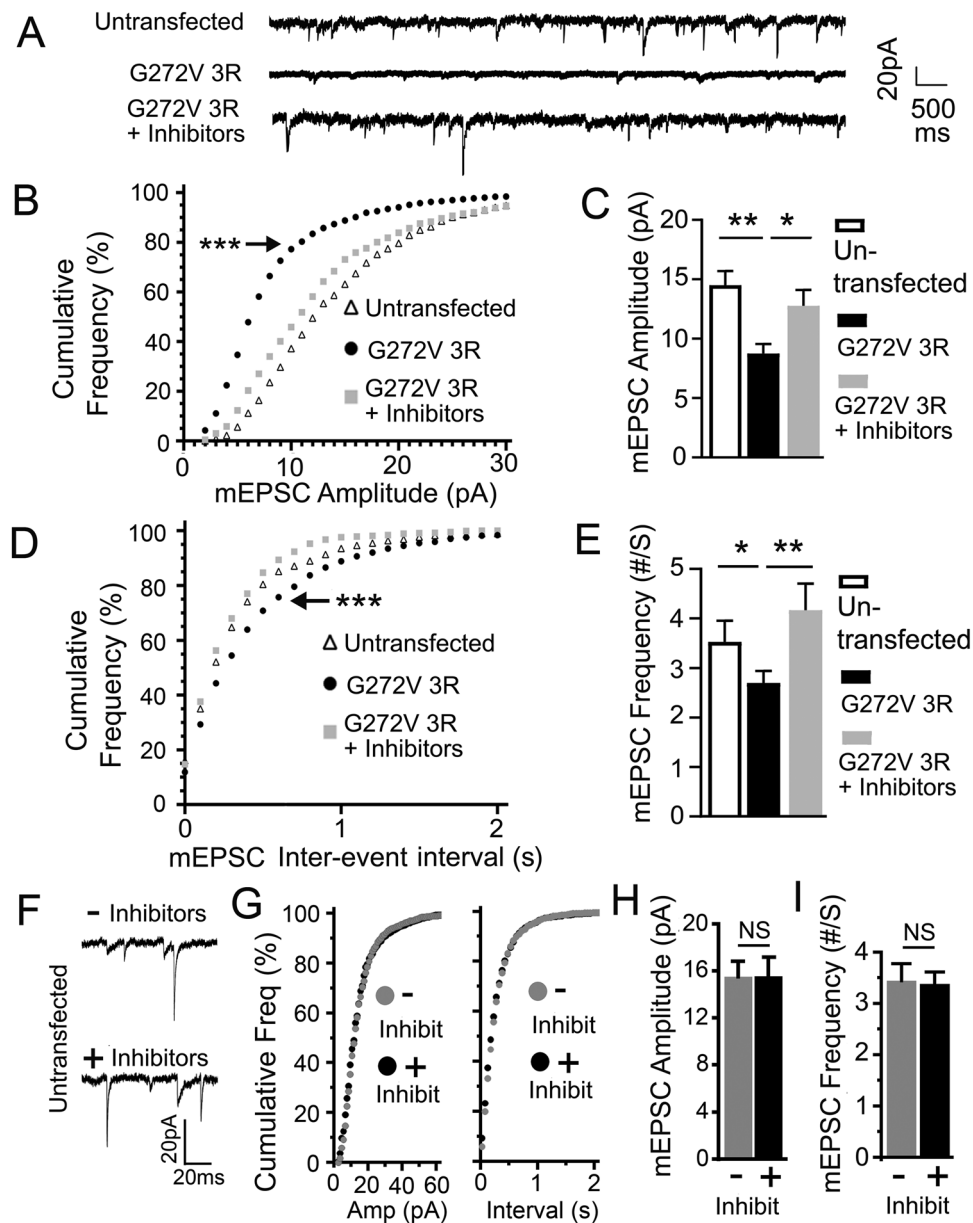 A
Untransfected
G272V 3R
G272V 3R
+ Inhibitors
20pA
500
ms
B
Cumulative
Frequency (%)
100
80
60
40
20
0
***
Untransfected
G272V 3R
G272V 3R
+ Inhibitors
0
10
20
30
mEPSC Amplitude (pA)
C
mEPSC Amplitude (pA)
20
15
10
5
0
**
*
Un-
transfected
G272V 3R
G272V 3R
+ Inhibitors
D
Cumulative
Frequency (%)
100
80
60
40
20
0
***
Untransfected
G272V 3R
G272V 3R
+ Inhibitors
0
1
2
mEPSC Inter-event interval (s)
E
mEPSC Frequency (#/S)
5
4
3
2
1
0
*
**
Un-
transfected
G272V 3R
G272V 3R
+ Inhibitors
F
Untransfected
- Inhibitors
+ Inhibitors
20pA
20ms
G
Cumulative Freq (%)
100
80
60
40
20
0
-
Inhibit
+
Inhibit
0
20
40
60
Amp (pA)
-
Inhibit
+
Inhibit
0
1
2
Interval (s)
H
mEPSC Amplitude (pA)
20
16
12
8
4
0
NS
- +
Inhibit
I
mEPSC Frequency (#/S)
4
3
2
1
0
NS
- +
Inhibit